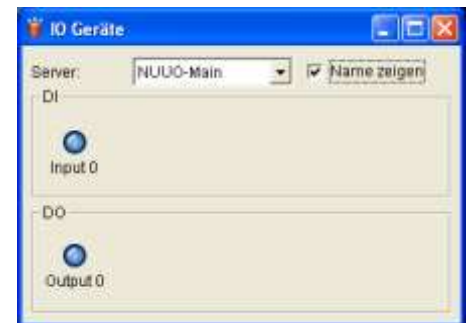 IO Geräte
Server: NUUO-Main Name zeigen
DI
Input 0
DO
Output 0